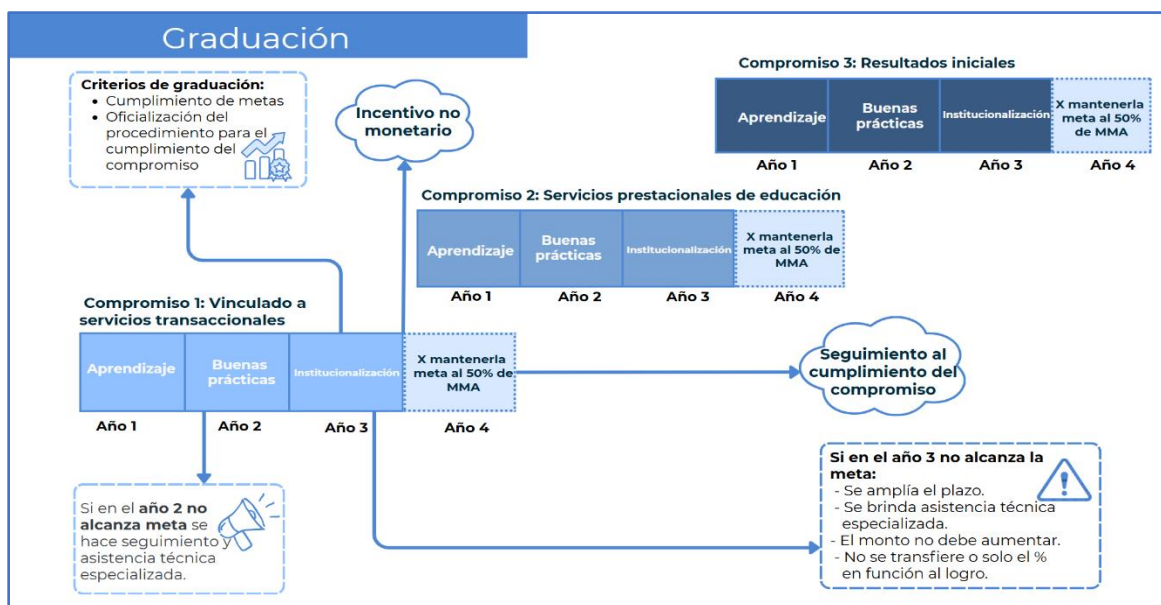 Graduación
Criterios de graduación:
• Cumplimiento de metas
• Oficialización del
procedimiento para el
cumplimiento del
compromiso
Incentivo no
monetario
Compromiso 3: Resultados iniciales
Aprendizaje
Buenas
prácticas
Institucionalización
X mantenerla
meta al 50%
de MMA
Año 1
Año 2
Año 3
Año 4
Compromiso 2: Servicios prestacionales de educación
Aprendizaje
Buenas
prácticas
Institucionalización
X mantenerla
meta al 50% de
MMA
Año 1
Año 2
Año 3
Año 4
Compromiso 1: Vinculado a
servicios transaccionales
Aprendizaje
Buenas
prácticas
Institucionalización
X mantenerla
meta al 50% de
MMA
Año 1
Año 2
Año 3
Año 4
Seguimiento al
cumplimiento del
compromiso
Si en el año 2 no
alcanza meta se
hace seguimiento y
asistencia técnica
especializada.
Si en el año 3 no alcanza la
meta:
- Se amplía el plazo.
- Se brinda asistencia técnica
especializada.
- El monto no debe aumentar.
- No se transfiere o solo el %
en función al logro.